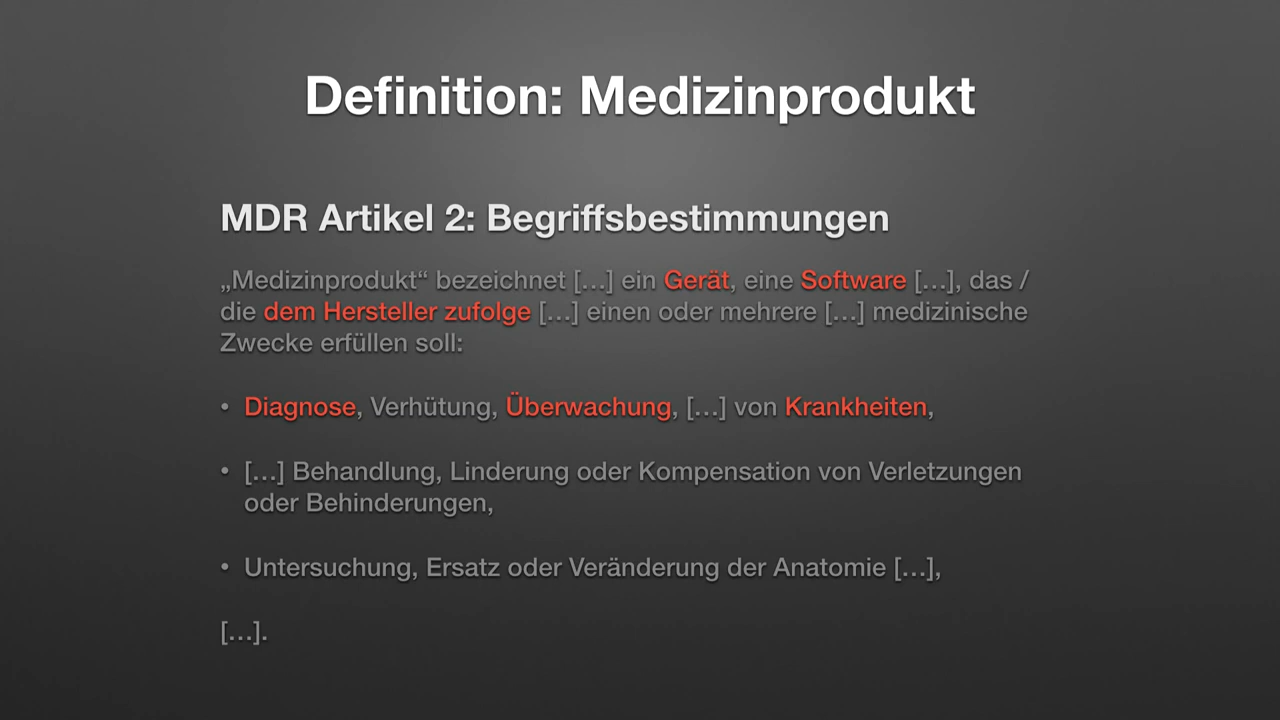 Definition: Medizinprodukt
MDR Artikel 2: Begriffsbestimmungen
„Medizinprodukt“ bezeichnet […] ein Gerät, eine Software […], das /
die dem Hersteller zufolge […] einen oder mehrere […] medizinische
Zwecke erfüllen soll:
• Diagnose, Verhütung, Überwachung, […] von Krankheiten,
• […] Behandlung, Linderung oder Kompensation von Verletzungen
oder Behinderungen,
• Untersuchung, Ersatz oder Veränderung der Anatomie […],
[…].